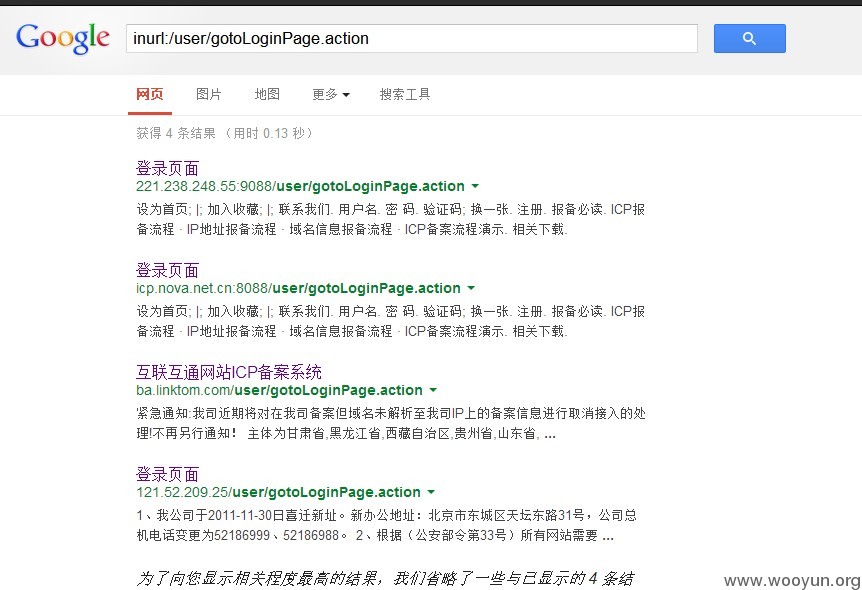 Google
inurl:/user/gotoLoginPage.action
网页 图片 地图 更多 搜索工具
获得 4 条结果 （用时 0.13 秒）
登录页面
221.238.248.55:9088/user/gotoLoginPage.action
设为首页; |; 加入收藏; |; 联系我们. 用户名. 密 码. 验证码; 换一张. 注册. 报备必读. ICP报
备流程 · IP地址报备流程 · 域名信息报备流程 · ICP备案流程演示. 相关下载.
登录页面
icp.nova.net.cn:8088/user/gotoLoginPage.action
设为首页; |; 加入收藏; |; 联系我们. 用户名. 密 码. 验证码; 换一张. 注册. 报备必读. ICP报
备流程 · IP地址报备流程 · 域名信息报备流程 · ICP备案流程演示. 相关下载.
互联互通网站ICP备案系统
ba.linktom.com/user/gotoLoginPage.action
紧急通知:我司近期将对在我司备案但域名未解析至我司IP上的备案信息进行取消接入的处
理!不再另行通知！ 主体为甘肃省,黑龙江省,西藏自治区,贵州省,山东省, ...
登录页面
121.52.209.25/user/gotoLoginPage.action
1、我公司于2011-11-30日喜迁新址。新办公地址：北京市东城区天坛东路31号，公司总
机电话变更为52186999、52186988。 2、根据（公安部令第33号）所有网站需要 ...
为了向您显示相关程度最高的结果，我们省略了一些与已显示的 4 条结
www.wooyun.org